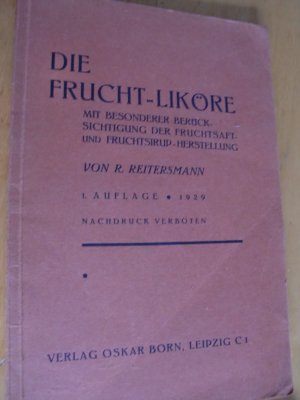 DIE
FRUCHT-LIKÖRE
MIT BESONDERER BERÜCK-
SICHTIGUNG DER FRUCHTSAFT-
UND FRUCHTSIRUP-HERSTELLUNG
VON R. REITERSMANN
1. AUFLAGE • 1929
NACHDRUCK VERBOTEN
VERLAG OSKAR BORN, LEIPZIG C 1